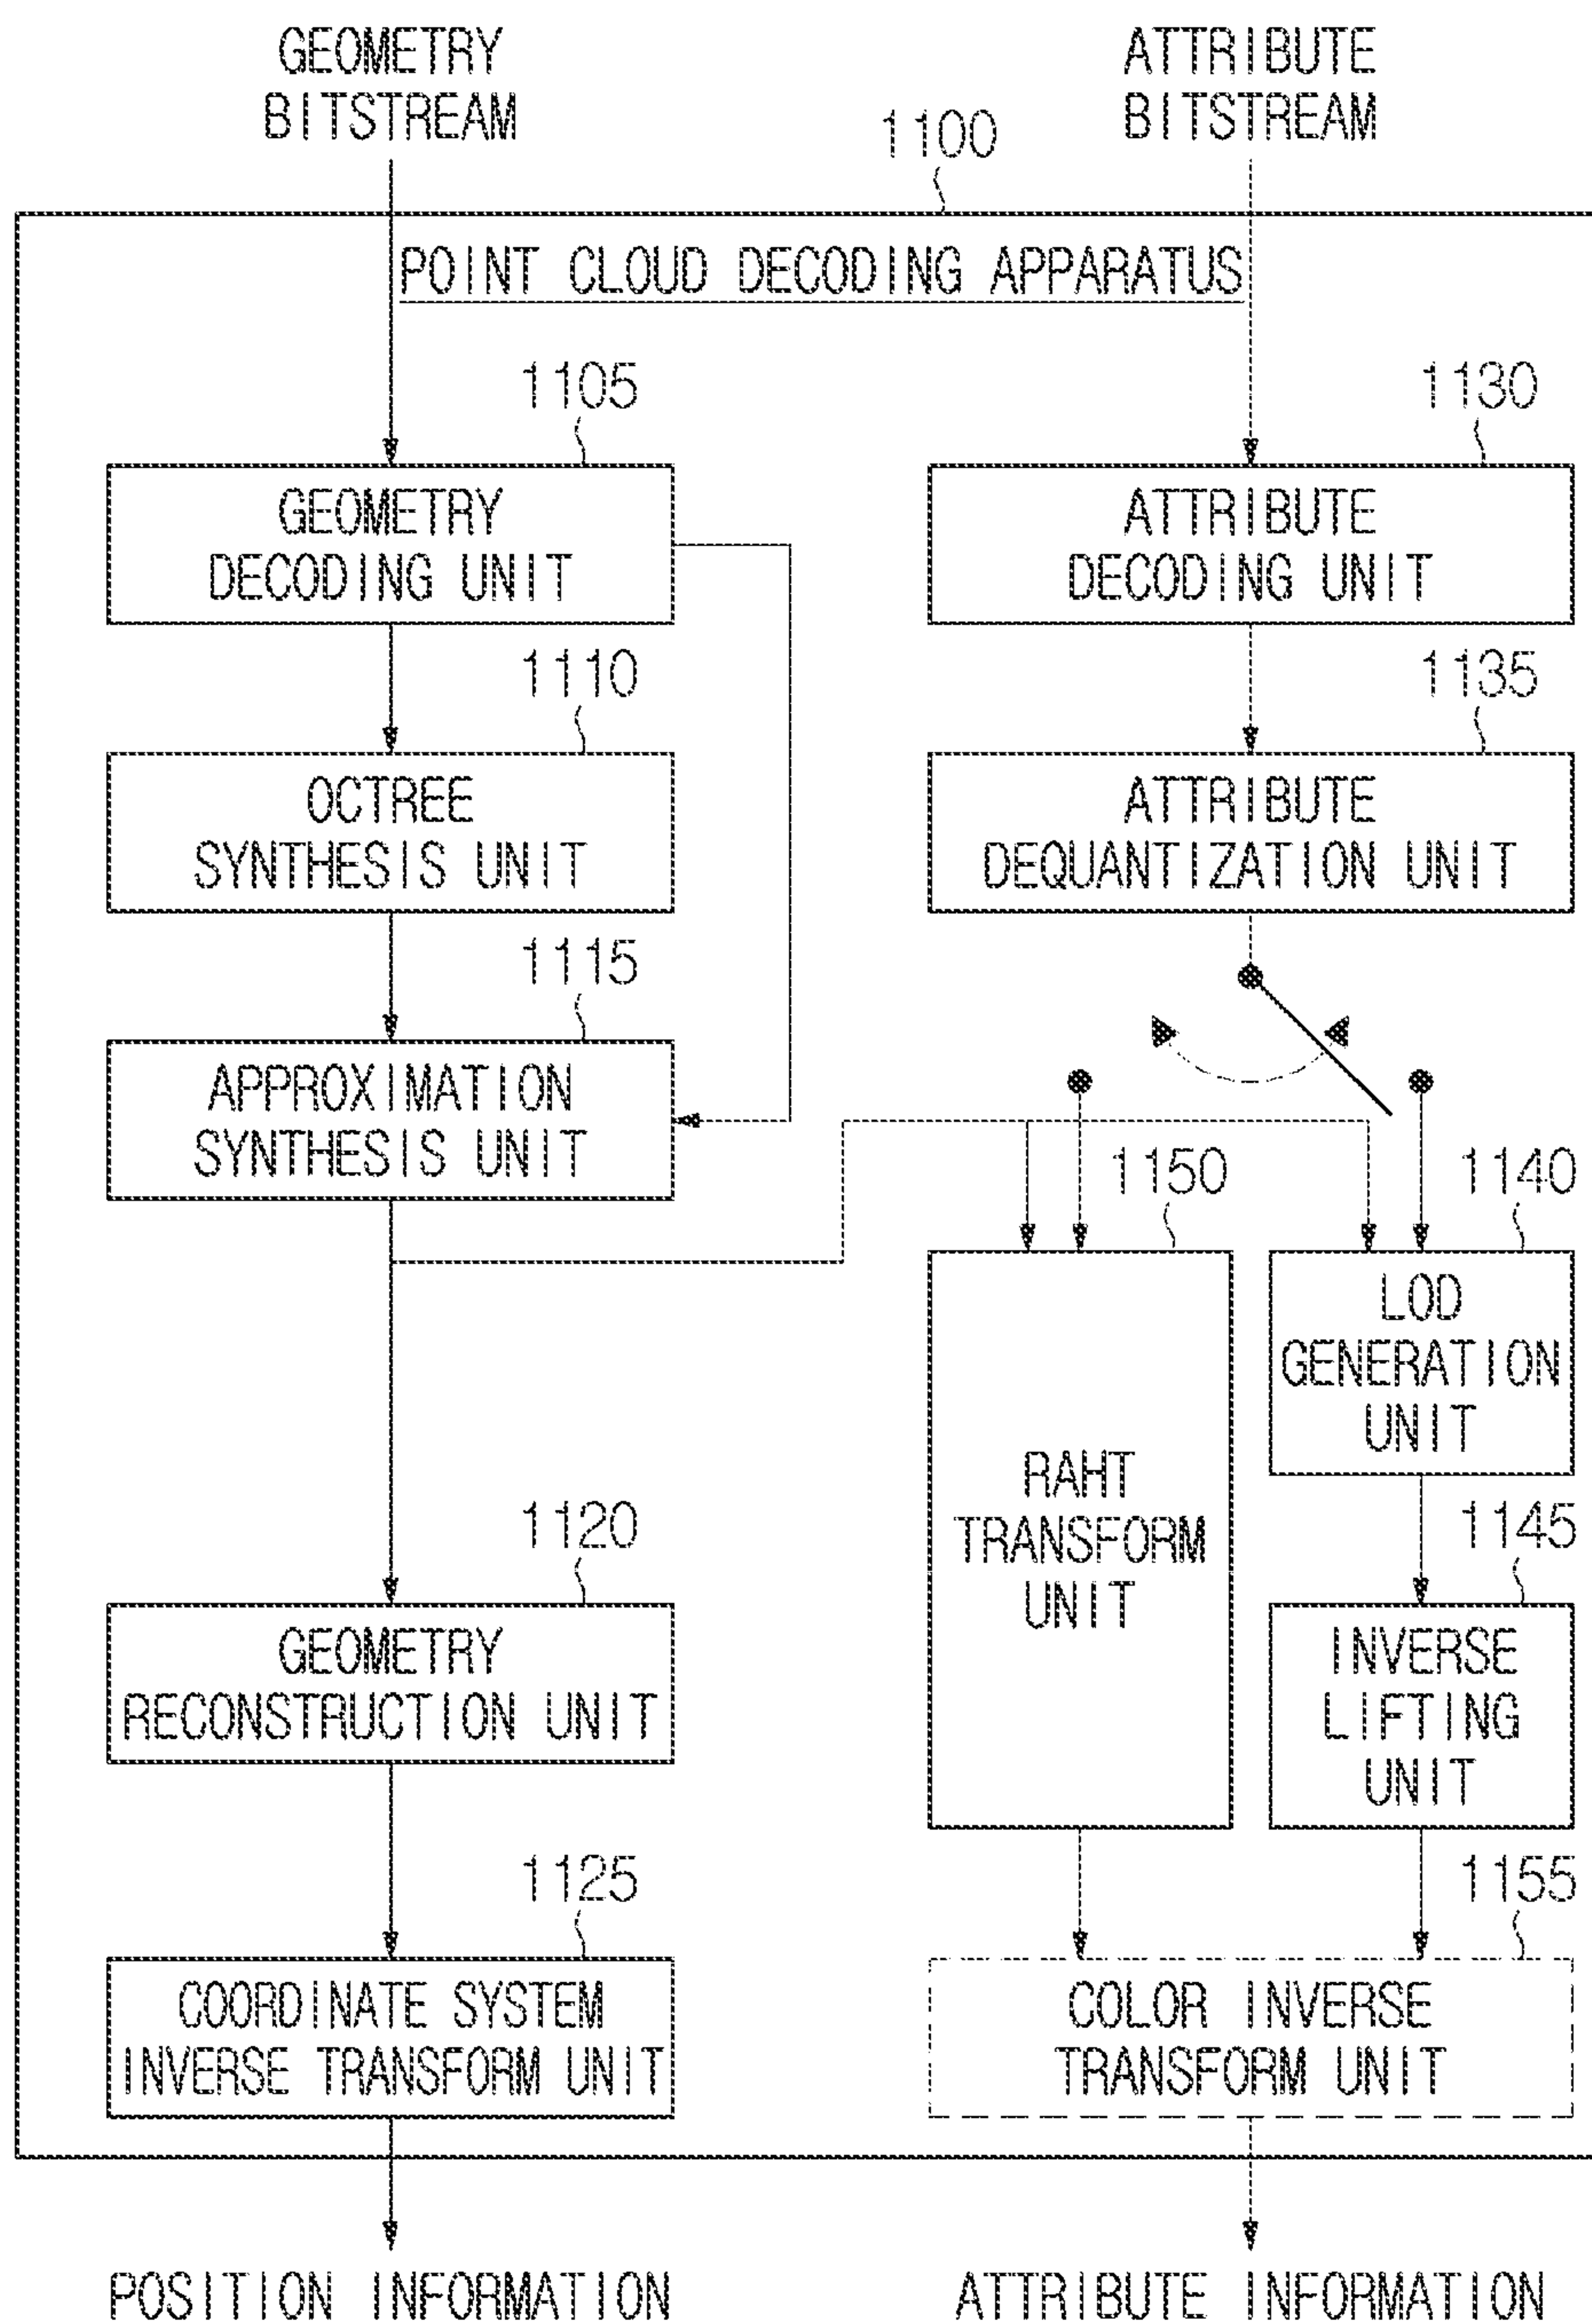 GEOMETRY
BITSTREAM
ATTRIBUTE
BITSTREAM
1100
POINT CLOUD DECODING APPARATUS
1105
GEOMETRY
DECODING UNIT
1130
ATTRIBUTE
DECODING UNIT
1110
OCTREE
SYNTHESIS UNIT
1135
ATTRIBUTE
DEQUANTIZATION UNIT
1115
APPROXIMATION
SYNTHESIS UNIT
1150
RAHT
TRANSFORM
UNIT
1140
LOD
GENERATION
UNIT
1120
GEOMETRY
RECONSTRUCTION UNIT
1145
INVERSE
LIFTING
UNIT
1125
COORDINATE SYSTEM
INVERSE TRANSFORM UNIT
1155
COLOR INVERSE
TRANSFORM UNIT
POSITION INFORMATION
ATTRIBUTE INFORMATION